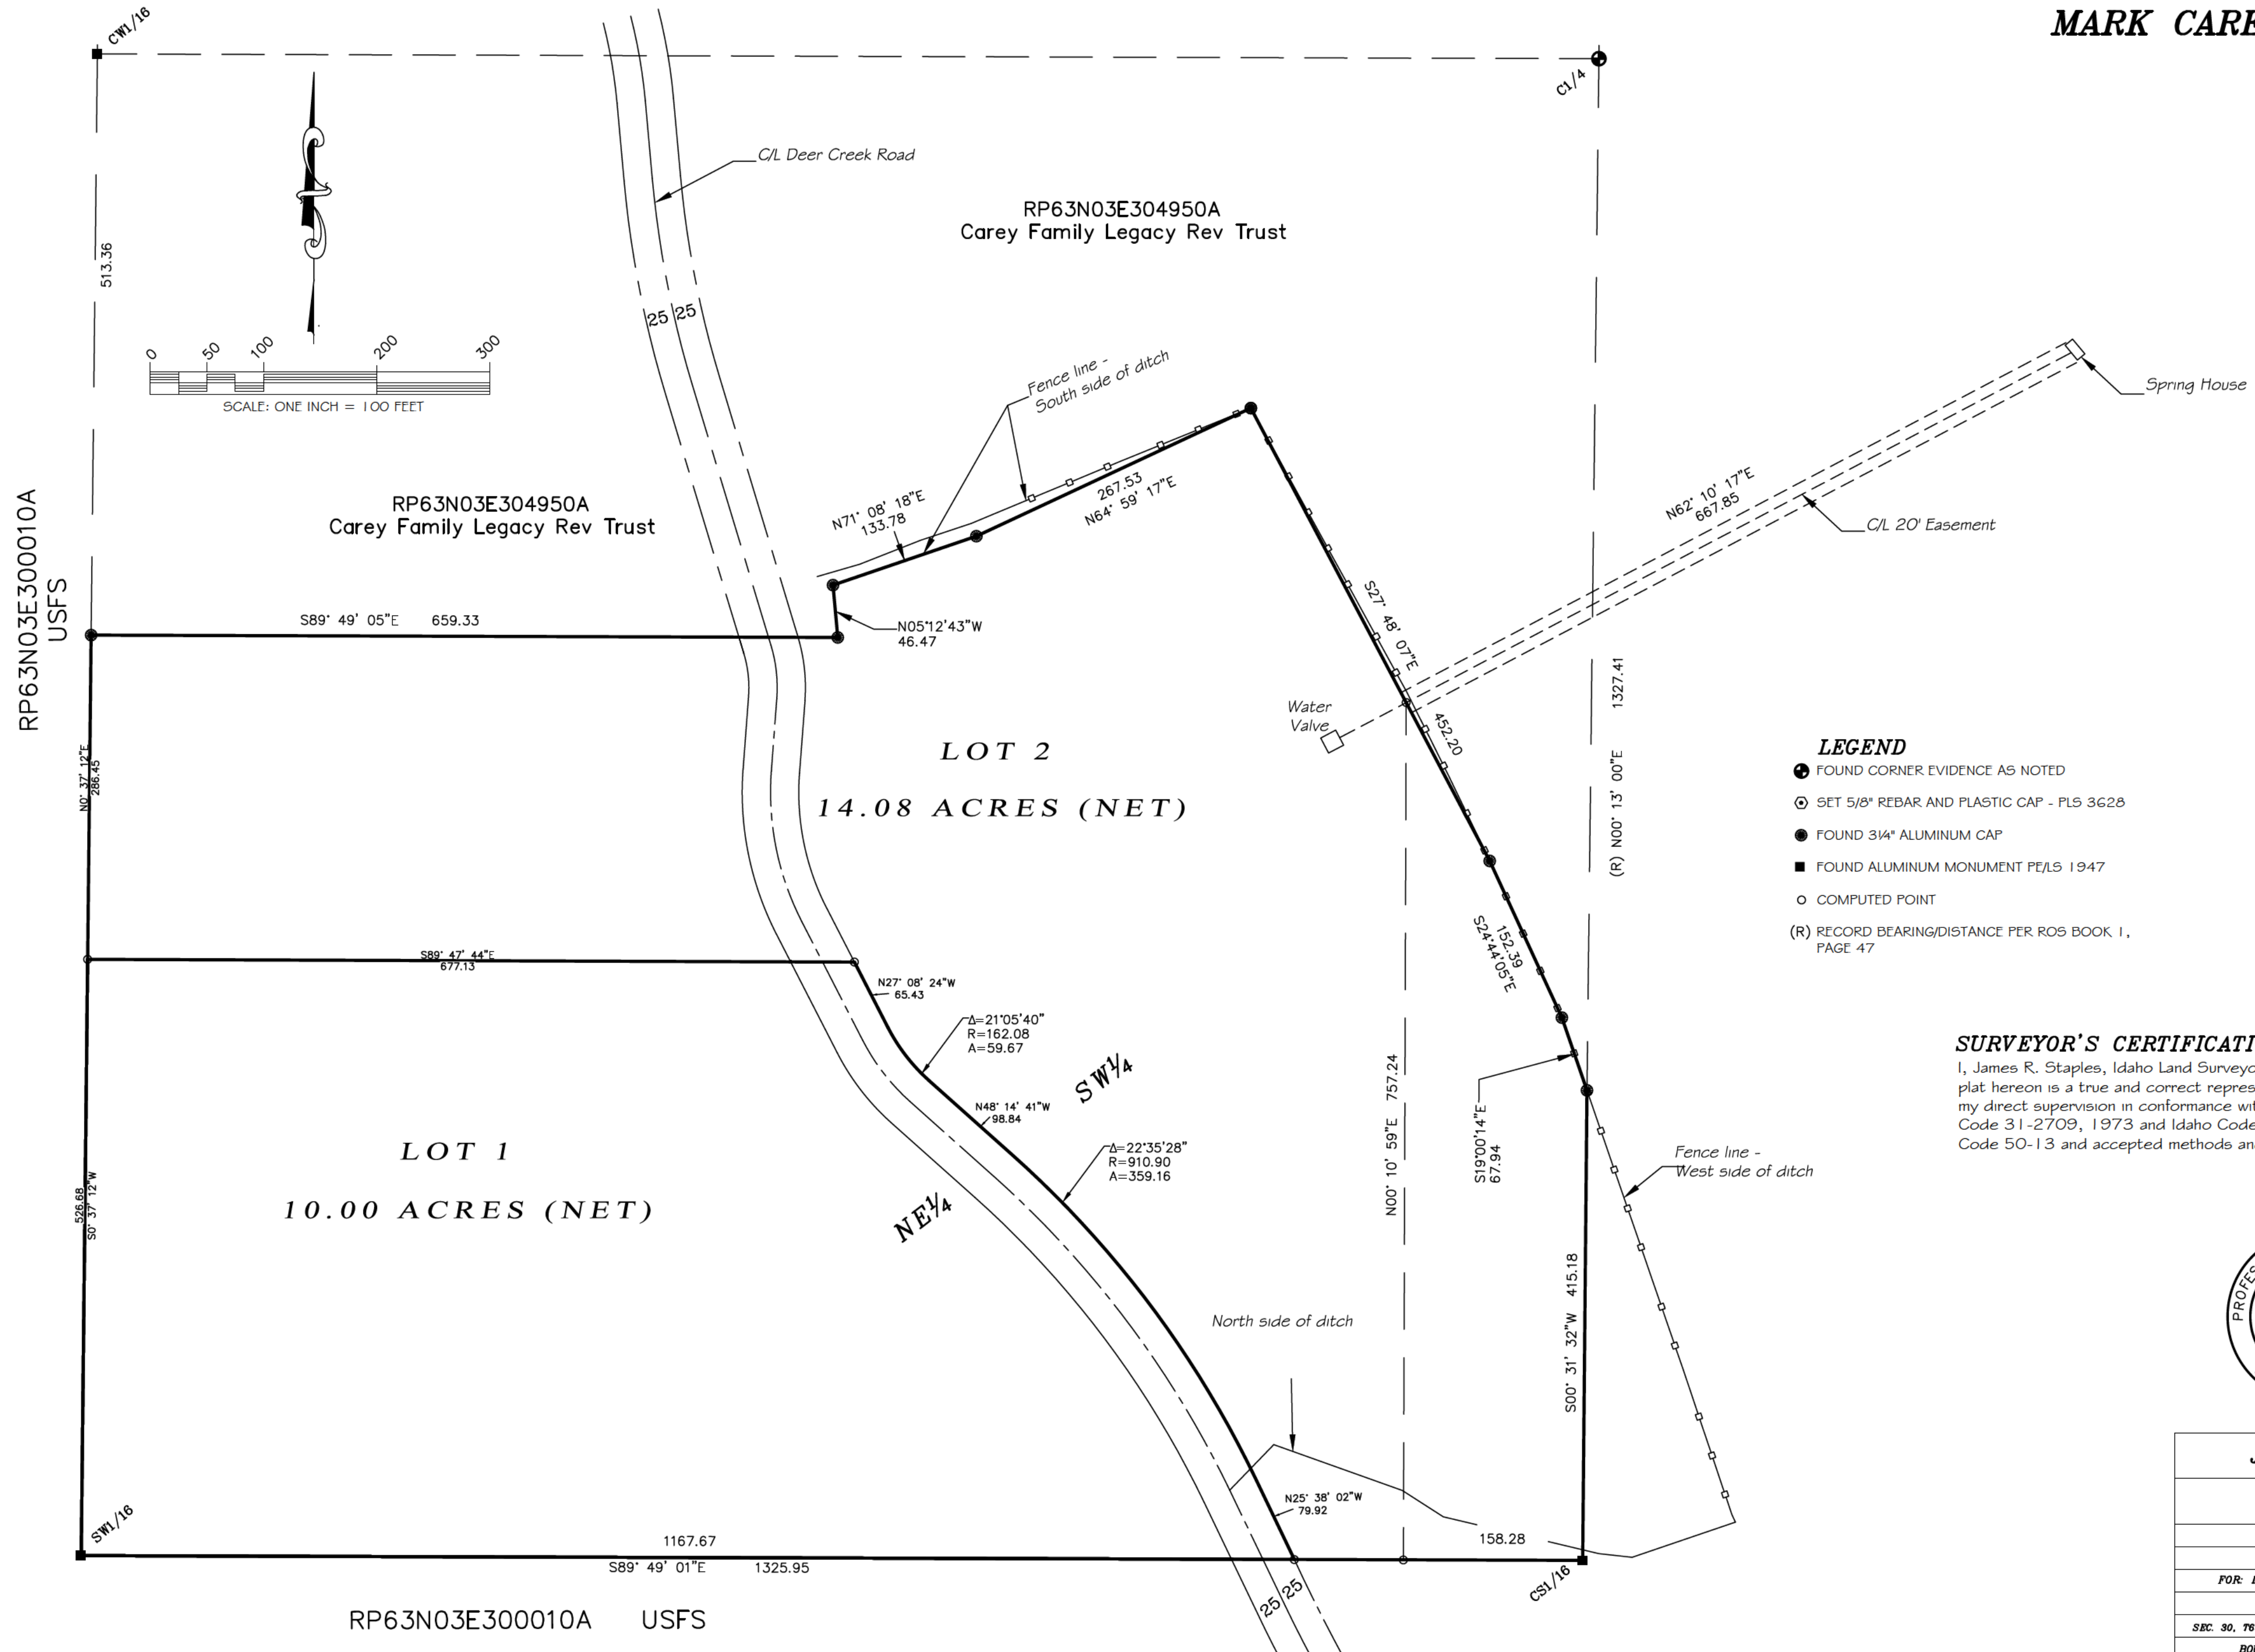 MARK CARE
CW1/16
C1/4
C/L Deer Creek Road
RP63N03E304950A
Carey Family Legacy Rev Trust
513.36
25 25
0 50 100 200 300
SCALE: ONE INCH = 100 FEET
Fence line -
South side of ditch
Spring House
N62° 10' 17"E
667.85
C/L 20' Easement
RP63N03E304950A
Carey Family Legacy Rev Trust
N71° 08' 18"E
133.78
267.53
N64° 59' 17"E
RP63N03E300010A
USFS
S89° 49' 05"E 659.33
N05°12'43"W
46.47
S27° 48' 07"E
452.20
(R) N00° 13' 00"E 1327.41
Water
Valve
LOT 2
14.08 ACRES (NET)
N0° 37' 12"E
286.45
LEGEND
FOUND CORNER EVIDENCE AS NOTED
SET 5/8" REBAR AND PLASTIC CAP - PLS 3628
FOUND 3¼" ALUMINUM CAP
FOUND ALUMINUM MONUMENT PE/LS 1947
COMPUTED POINT
(R) RECORD BEARING/DISTANCE PER ROS BOOK 1,
PAGE 47
S89° 47' 44"E
677.13
N27° 08' 24"W
65.43
152.39
S24°44'05"E
Δ=21°05'40"
R=162.08
A=59.67
SW¼
N48° 14' 41"W
98.84
N00° 10' 59"E 757.24
S19°00'14"E
67.94
SURVEYOR'S CERTIFICATI
I, James R. Staples, Idaho Land Surveyo
plat hereon is a true and correct repres
my direct supervision in conformance wit
Code 31-2709, 1973 and Idaho Code
Code 50-13 and accepted methods an
LOT 1
10.00 ACRES (NET)
Δ=22°35'28"
R=910.90
A=359.16
NE¼
526.68
S0° 37' 12"W
Fence line -
West side of ditch
S00° 31' 32"W 415.18
North side of ditch
PROFES
N25° 38' 02"W
79.92
SW1/16
1167.67
158.28
S89° 49' 01"E 1325.95
CS1/16
25 25
RP63N03E300010A USFS
FOR:
SEC. 30, T6
BOU